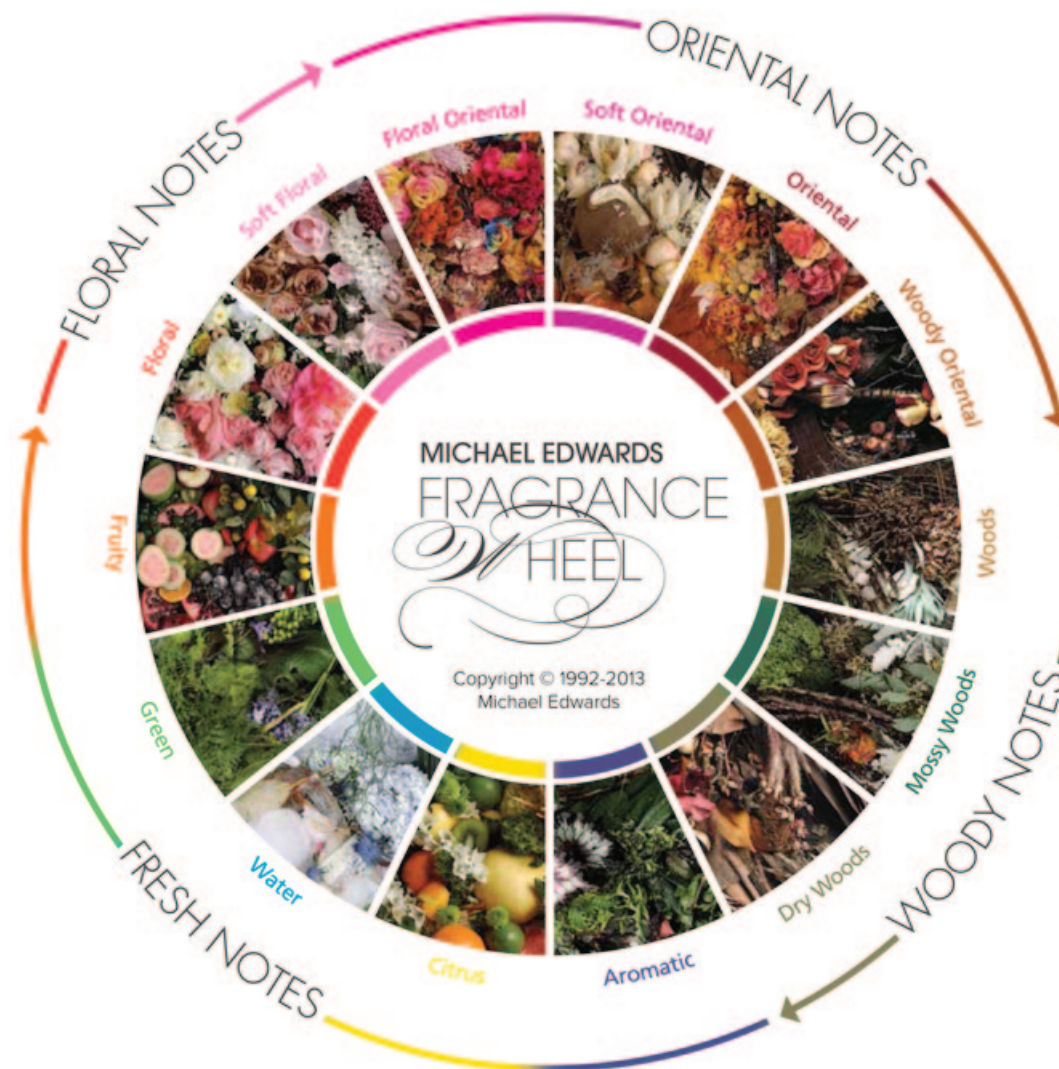 ORIENTAL NOTES
FLORAL NOTES
WOODY NOTES
FRESH NOTES
Floral Oriental
Soft Oriental
Oriental
Woody Oriental
Woods
Mossy Woods
Dry Woods
Aromatic
Citrus
Water
Green
Fruity
Floral
Soft Floral
MICHAEL EDWARDS
FRAGRANCE
WHEEL
Copyright © 1992-2013
Michael Edwards